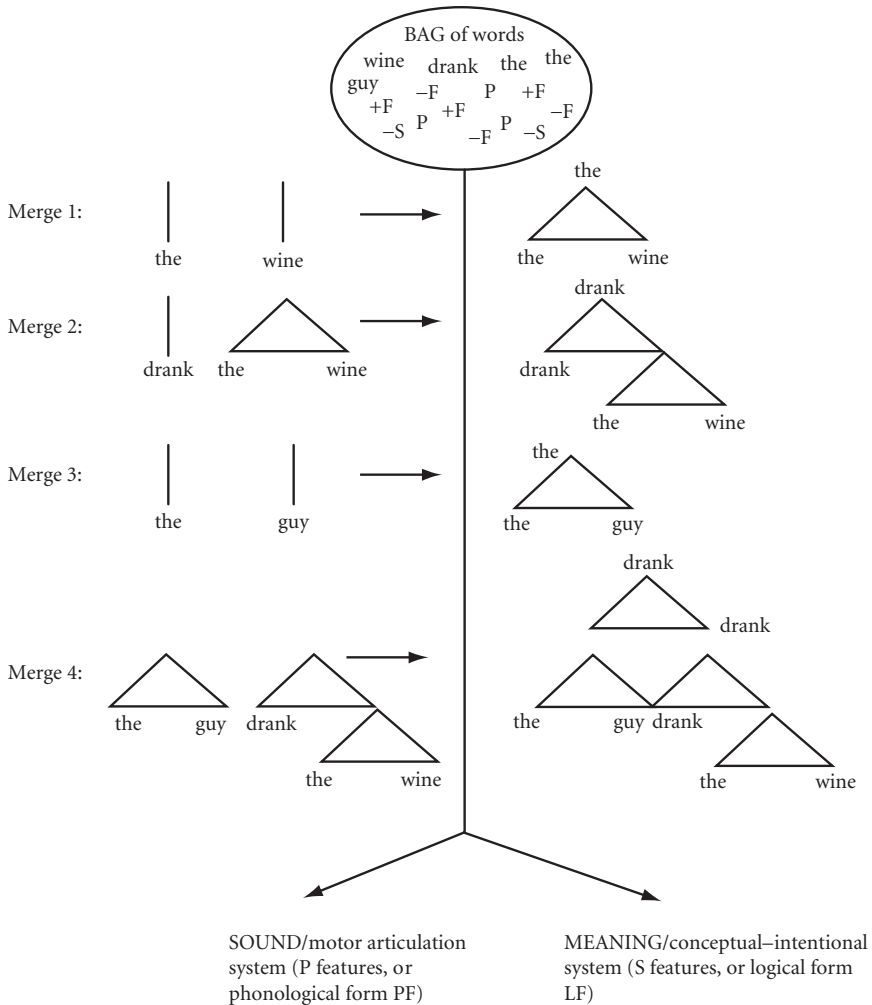 BAG of words
wine drank the the
guy –F P +F
+F P +F –F
–S –F P –S
the
Merge 1:
the wine the wine
drank
Merge 2:
drank the wine drank
the wine
Merge 3:
the
the guy the guy
drank
drank
Merge 4:
the guy drank the guy drank
the wine the wine
SOUND/motor articulation
system (P features, or
phonological form PF)
MEANING/conceptual–intentional
system (S features, or logical form
LF)